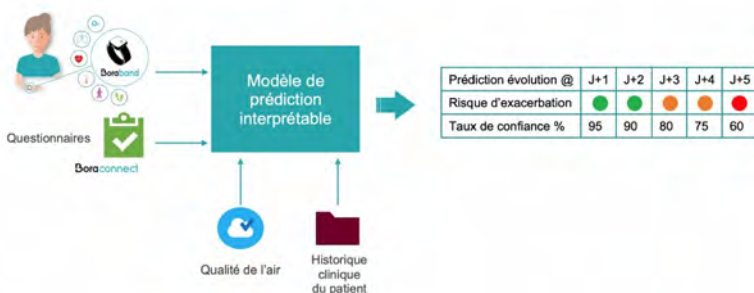 Boraband
Questionnaires
Boraconnect
Modèle de
prédiction
interprétable
Qualité de l'air
Historique
clinique
du patient
Prédiction évolution @ J+1 J+2 J+3 J+4 J+5
Risque d'exacerbation
Taux de confiance % 95 90 80 75 60